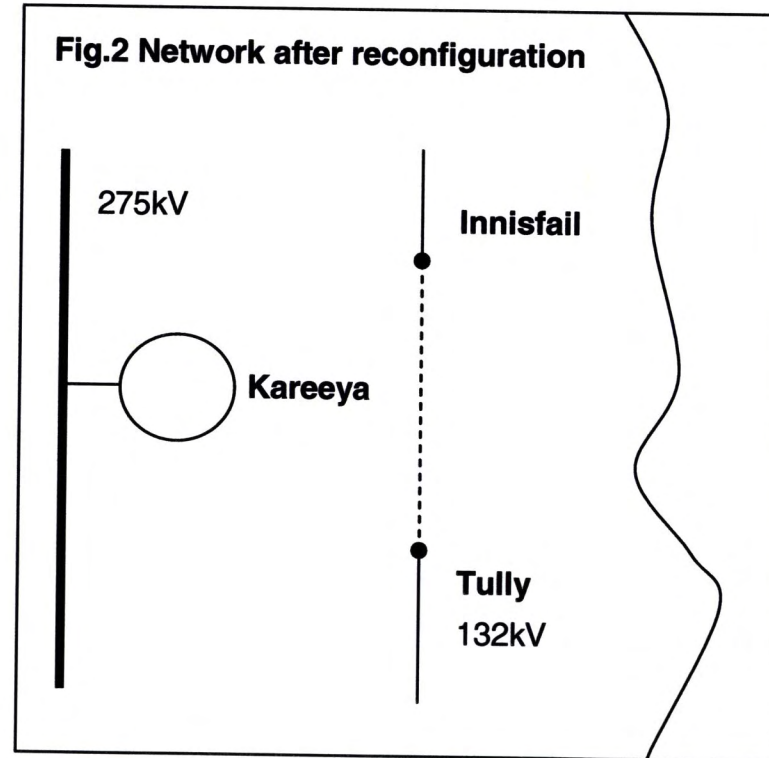 Fig.2 Network after reconfiguration
275kV
Innisfail
Kareeya
Tully
132kV